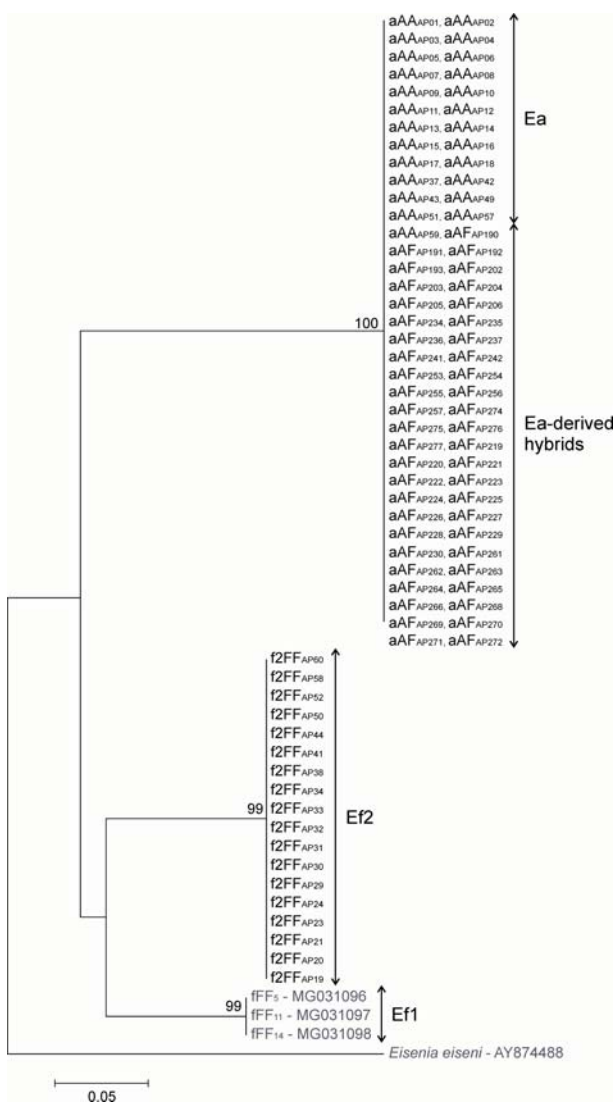 aAAAP01, aAAAP02
aAAAP03, aAAAP04
aAAAP05, aAAAP06
aAAAP07, aAAAP08
aAAAP09, aAAAP10
aAAAP11, aAAAP12
aAAAP13, aAAAP14
aAAAP15, aAAAP16
aAAAP17, aAAAP18
aAAAP37, aAAAP42
aAAAP43, aAAAP49
aAAAP51, aAAAP57
Ea
aAAAP59, aAFAP190
aAFAP191, aAFAP192
aAFAP193, aAFAP202
aAFAP203, aAFAP204
aAFAP205, aAFAP206
aAFAP234, aAFAP235
aAFAP236, aAFAP237
aAFAP241, aAFAP242
aAFAP253, aAFAP254
aAFAP255, aAFAP256
aAFAP257, aAFAP274
aAFAP275, aAFAP276
aAFAP277, aAFAP219
aAFAP220, aAFAP221
aAFAP222, aAFAP223
aAFAP224, aAFAP225
aAFAP226, aAFAP227
aAFAP228, aAFAP229
aAFAP230, aAFAP261
aAFAP262, aAFAP263
aAFAP264, aAFAP265
aAFAP266, aAFAP268
aAFAP269, aAFAP270
aAFAP271, aAFAP272
Ea-derived
hybrids
100
f2FFAP60
f2FFAP58
f2FFAP52
f2FFAP50
f2FFAP44
f2FFAP41
f2FFAP38
f2FFAP34
f2FFAP33
f2FFAP32
f2FFAP31
f2FFAP30
f2FFAP29
f2FFAP24
f2FFAP23
f2FFAP21
f2FFAP20
f2FFAP19
99
Ef2
fFF5 - MG031096
fFF11 - MG031097
fFF14 - MG031098
99
Ef1
Eisenia eiseni - AY874488
0.05